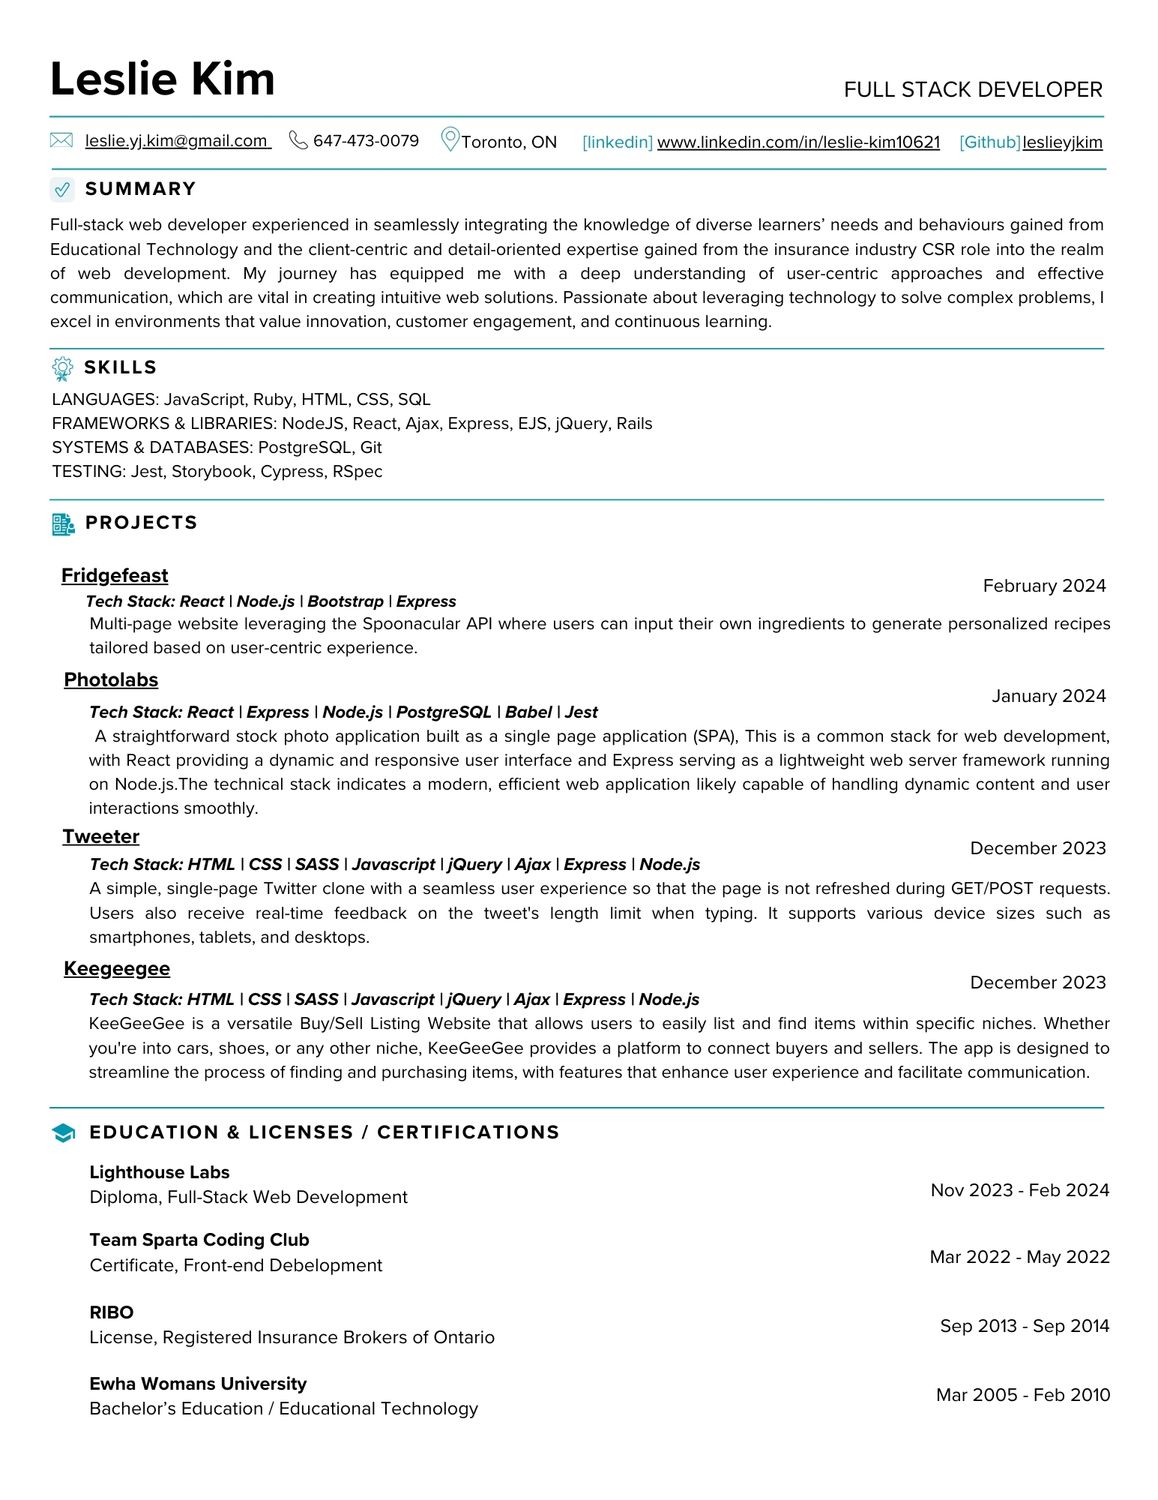 Leslie Kim
FULL STACK DEVELOPER
leslie.yj.kim@gmail.com 647-473-0079 Toronto, ON [linkedin] www.linkedin.com/in/leslie-kim10621 [Github]leslieyjkim
SUMMARY
Full-stack web developer experienced in seamlessly integrating the knowledge of diverse learners’ needs and behaviours gained from
Educational Technology and the client-centric and detail-oriented expertise gained from the insurance industry CSR role into the realm
of web development. My journey has equipped me with a deep understanding of user-centric approaches and effective
communication, which are vital in creating intuitive web solutions. Passionate about leveraging technology to solve complex problems, I
excel in environments that value innovation, customer engagement, and continuous learning.
SKILLS
LANGUAGES: JavaScript, Ruby, HTML, CSS, SQL
FRAMEWORKS & LIBRARIES: NodeJS, React, Ajax, Express, EJS, jQuery, Rails
SYSTEMS & DATABASES: PostgreSQL, Git
TESTING: Jest, Storybook, Cypress, RSpec
PROJECTS
Fridgefeast
February 2024
Tech Stack: React | Node.js | Bootstrap | Express
Multi-page website leveraging the Spoonacular API where users can input their own ingredients to generate personalized recipes
tailored based on user-centric experience.
Photolabs
January 2024
Tech Stack: React | Express | Node.js | PostgreSQL | Babel | Jest
A straightforward stock photo application built as a single page application (SPA), This is a common stack for web development,
with React providing a dynamic and responsive user interface and Express serving as a lightweight web server framework running
on Node.js.The technical stack indicates a modern, efficient web application likely capable of handling dynamic content and user
interactions smoothly.
Tweeter
December 2023
Tech Stack: HTML | CSS | SASS | Javascript | jQuery | Ajax | Express | Node.js
A simple, single-page Twitter clone with a seamless user experience so that the page is not refreshed during GET/POST requests.
Users also receive real-time feedback on the tweet's length limit when typing. It supports various device sizes such as
smartphones, tablets, and desktops.
Keegeegee
December 2023
Tech Stack: HTML | CSS | SASS | Javascript | jQuery | Ajax | Express | Node.js
KeeGeeGee is a versatile Buy/Sell Listing Website that allows users to easily list and find items within specific niches. Whether
you're into cars, shoes, or any other niche, KeeGeeGee provides a platform to connect buyers and sellers. The app is designed to
streamline the process of finding and purchasing items, with features that enhance user experience and facilitate communication.
EDUCATION & LICENSES / CERTIFICATIONS
Lighthouse Labs
Diploma, Full-Stack Web Development
Nov 2023 - Feb 2024
Team Sparta Coding Club
Certificate, Front-end Debelopment
Mar 2022 - May 2022
RIBO
License, Registered Insurance Brokers of Ontario
Sep 2013 - Sep 2014
Ewha Womans University
Bachelor’s Education / Educational Technology
Mar 2005 - Feb 2010